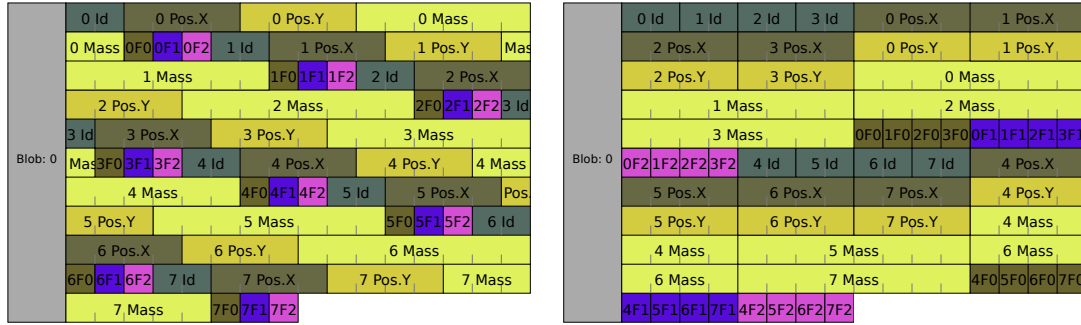 0 Id 0 Pos.X 0 Pos.Y 0 Mass
0 Mass 0F0 0F1 0F2 1 Id 1 Pos.X 1 Pos.Y Mas
1 Mass 1F0 1F1 1F2 2 Id 2 Pos.X
2 Pos.Y 2 Mass 2F0 2F1 2F2 3 Id
3 Id 3 Pos.X 3 Pos.Y 3 Mass
Blob: 0
Mas 3F0 3F1 3F2 4 Id 4 Pos.X 4 Pos.Y 4 Mass
4 Mass 4F0 4F1 4F2 5 Id 5 Pos.X Pos.
5 Pos.Y 5 Mass 5F0 5F1 5F2 6 Id
6 Pos.X 6 Pos.Y 6 Mass
6F0 6F1 6F2 7 Id 7 Pos.X 7 Pos.Y 7 Mass
7 Mass 7F0 7F1 7F2
0 Id 1 Id 2 Id 3 Id 0 Pos.X 1 Pos.X
2 Pos.X 3 Pos.X 0 Pos.Y 1 Pos.Y
2 Pos.Y 3 Pos.Y 0 Mass
1 Mass 2 Mass
3 Mass 0F0 1F0 2F0 3F0 0F1 1F1 2F1 3F1
Blob: 0
0F2 1F2 2F2 3F2 4 Id 5 Id 6 Id 7 Id 4 Pos.X
5 Pos.X 6 Pos.X 7 Pos.X 4 Pos.Y
5 Pos.Y 6 Pos.Y 7 Pos.Y 4 Mass
4 Mass 5 Mass 6 Mass
6 Mass 7 Mass 4F0 5F0 6F0 7F0
4F1 5F1 6F1 7F1 4F2 5F2 6F2 7F2